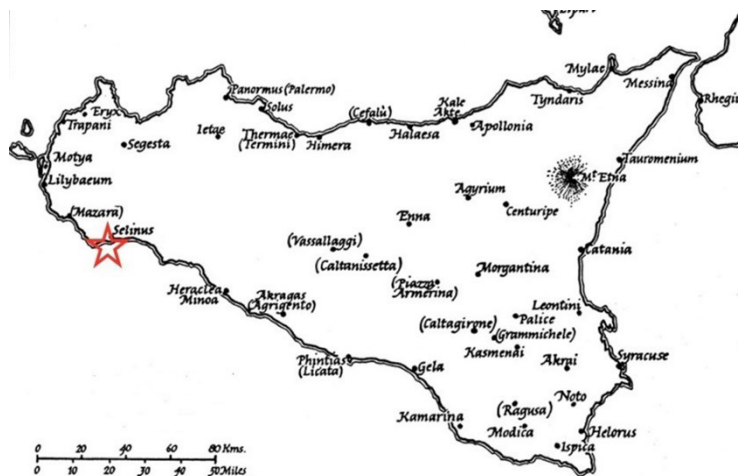 Mylae
Messina
Rhegin
Tyndaris
Panormus (Palermo)
Solus
Kale
Akte
(Cefalù)
Apollonia
Halaesa
Eryx
Trapani
Segesta
Ietae
Thermae
(Termini)
Himera
Tauromenium
Motya
Lilybaeum
Mt Etna
Agyrium
Centuripe
(Mazara)
Selinus
Enna
(Vassallaggi)
(Caltanissetta)
Catania
Morgantina
(Piazza
Armerina)
Heraclea
Minoa
Akragas
(Agrigento)
Leontini
Palice
(Caltagirone)
(Grammichele)
Kasmenai
Akrai
Syracuse
Phintias
(Licata)
Gela
Noto
(Ragusa)
Kamarina
Modica
Helorus
Ispica
0 20 40 60 80 Kms.
0 10 20 30 40 50 Miles